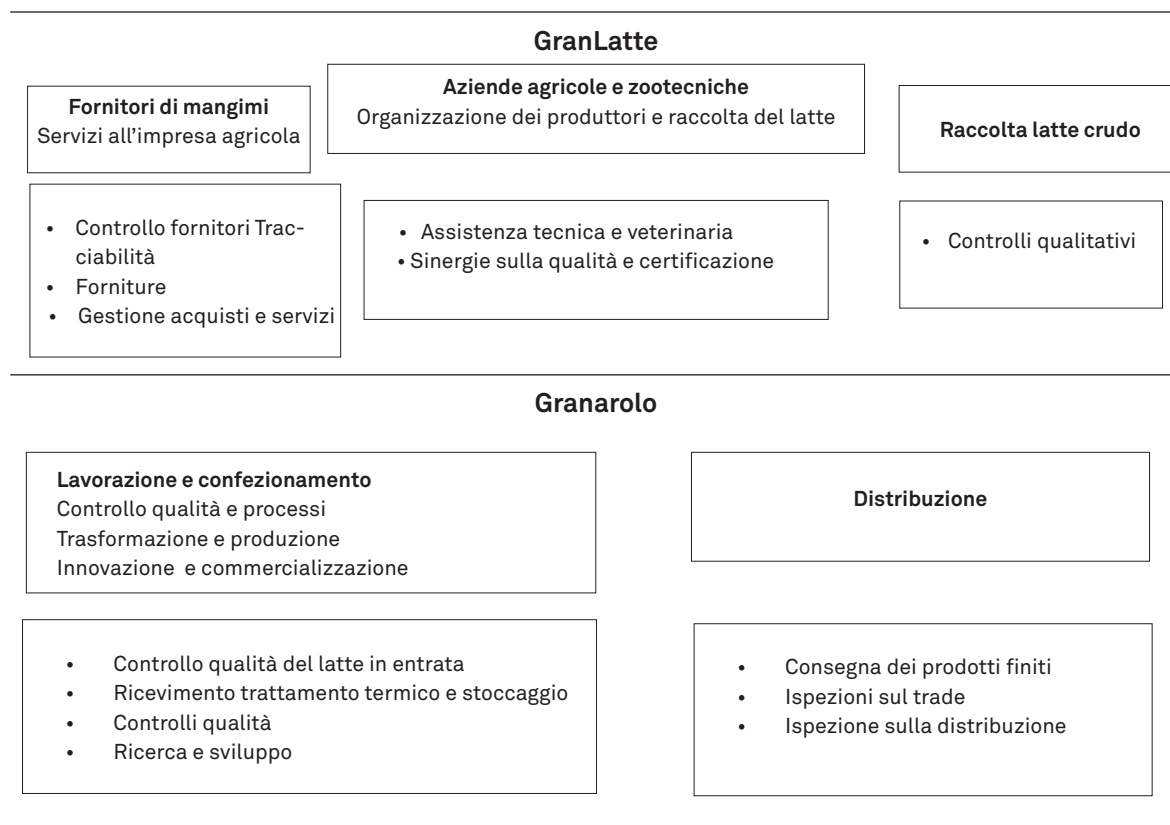 GranLatte
Fornitori di mangimi
Servizi all'impresa agricola
Aziende agricole e zootecniche
Organizzazione dei produttori e raccolta del latte
Raccolta latte crudo
• Controllo fornitori Trac-
ciabilità
• Forniture
• Gestione acquisti e servizi
• Assistenza tecnica e veterinaria
• Sinergie sulla qualità e certificazione
• Controlli qualitativi
Granarolo
Lavorazione e confezionamento
Controllo qualità e processi
Trasformazione e produzione
Innovazione e commercializzazione
Distribuzione
• Controllo qualità del latte in entrata
• Ricevimento trattamento termico e stoccaggio
• Controlli qualità
• Ricerca e sviluppo
• Consegna dei prodotti finiti
• Ispezioni sul trade
• Ispezione sulla distribuzione